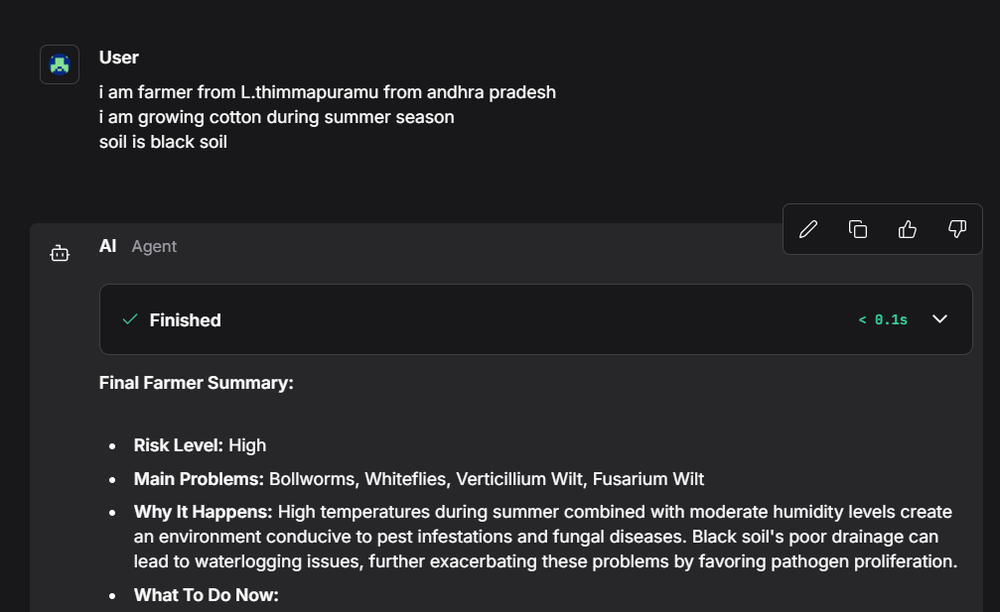 User
i am farmer from L.thimmapuramu from andhra pradesh
i am growing cotton during summer season
soil is black soil
AI Agent
Finished < 0.1s
Final Farmer Summary:
• Risk Level: High
• Main Problems: Bollworms, Whiteflies, Verticillium Wilt, Fusarium Wilt
• Why It Happens: High temperatures during summer combined with moderate humidity levels create
an environment conducive to pest infestations and fungal diseases. Black soil's poor drainage can
lead to waterlogging issues, further exacerbating these problems by favoring pathogen proliferation.
• What To Do Now: